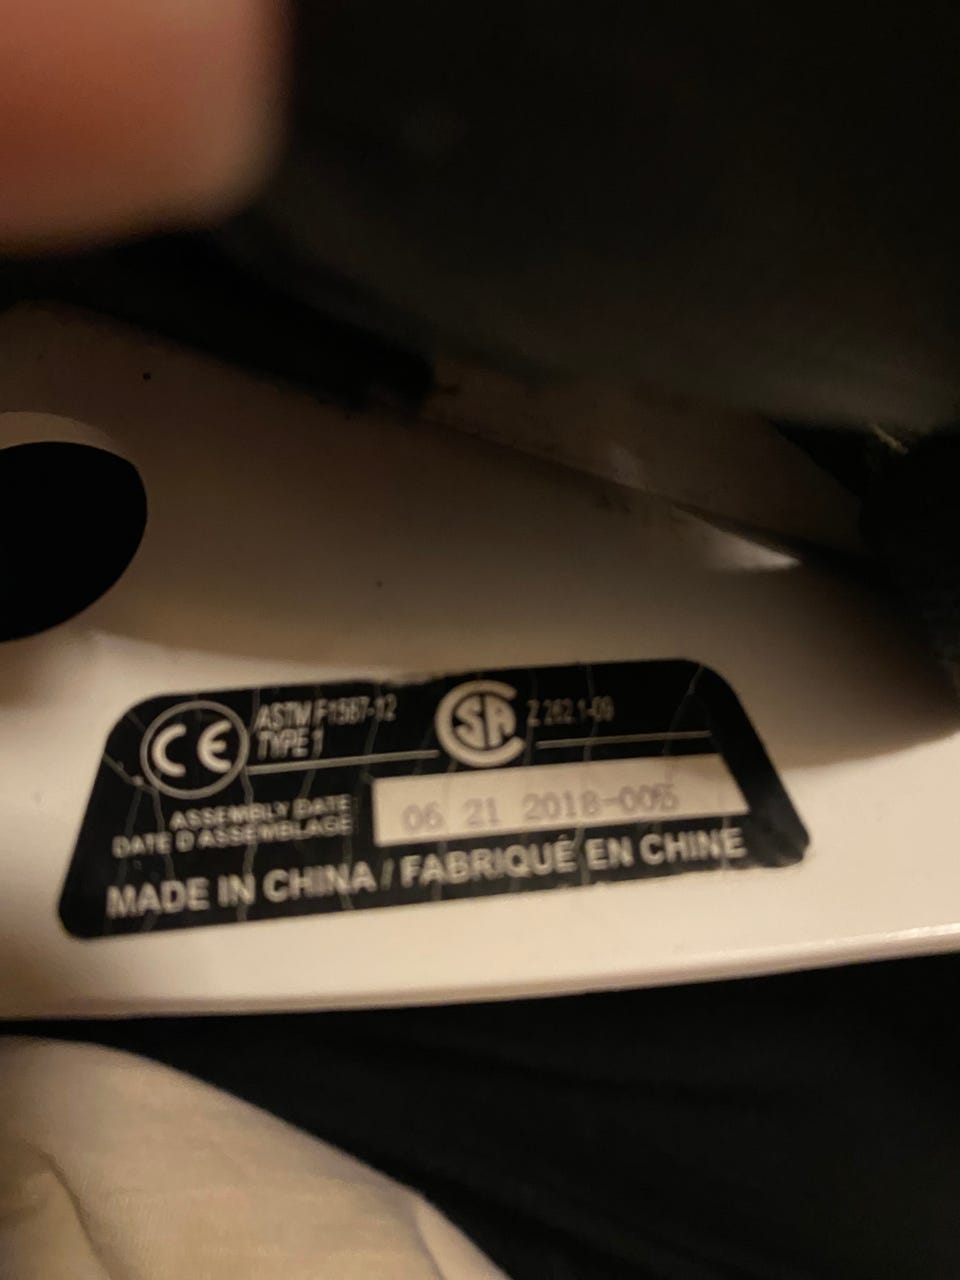 CE ASTM F1587-12
TYPE 1
CSA Z 262.1-09
ASSEMBLY DATE
DATE D'ASSEMBLAGE
06 21 2018-005
MADE IN CHINA / FABRIQUÉ EN CHINE